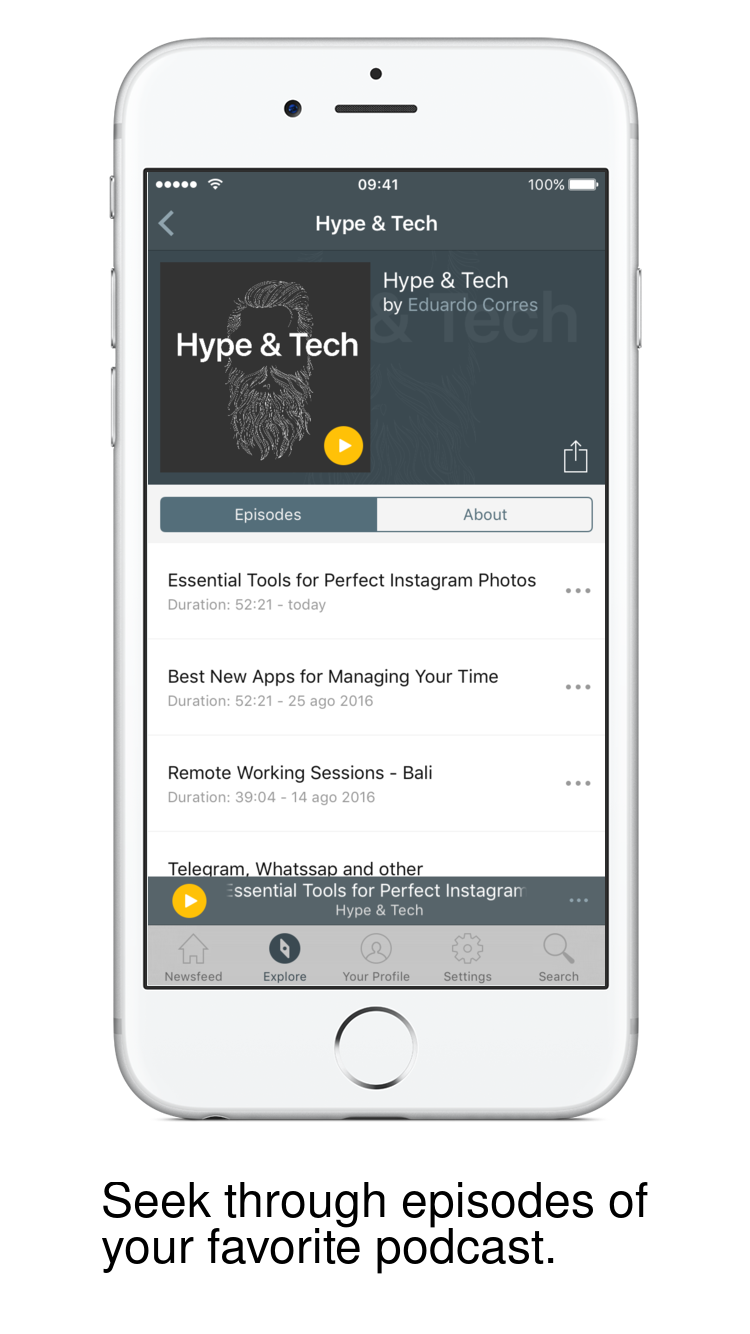 09:41
100%
Hype & Tech
Hype & Tech
by Eduardo Corres
Hype & Tech
& Tech
Episodes
About
Essential Tools for Perfect Instagram Photos
Duration: 52:21 - today
Best New Apps for Managing Your Time
Duration: 52:21 - 25 ago 2016
Remote Working Sessions - Bali
Duration: 39:04 - 14 ago 2016
Telegram, Whatssap and other
Essential Tools for Perfect Instagram
Hype & Tech
Newsfeed
Explore
Your Profile
Settings
Search
Seek through episodes of
your favorite podcast.